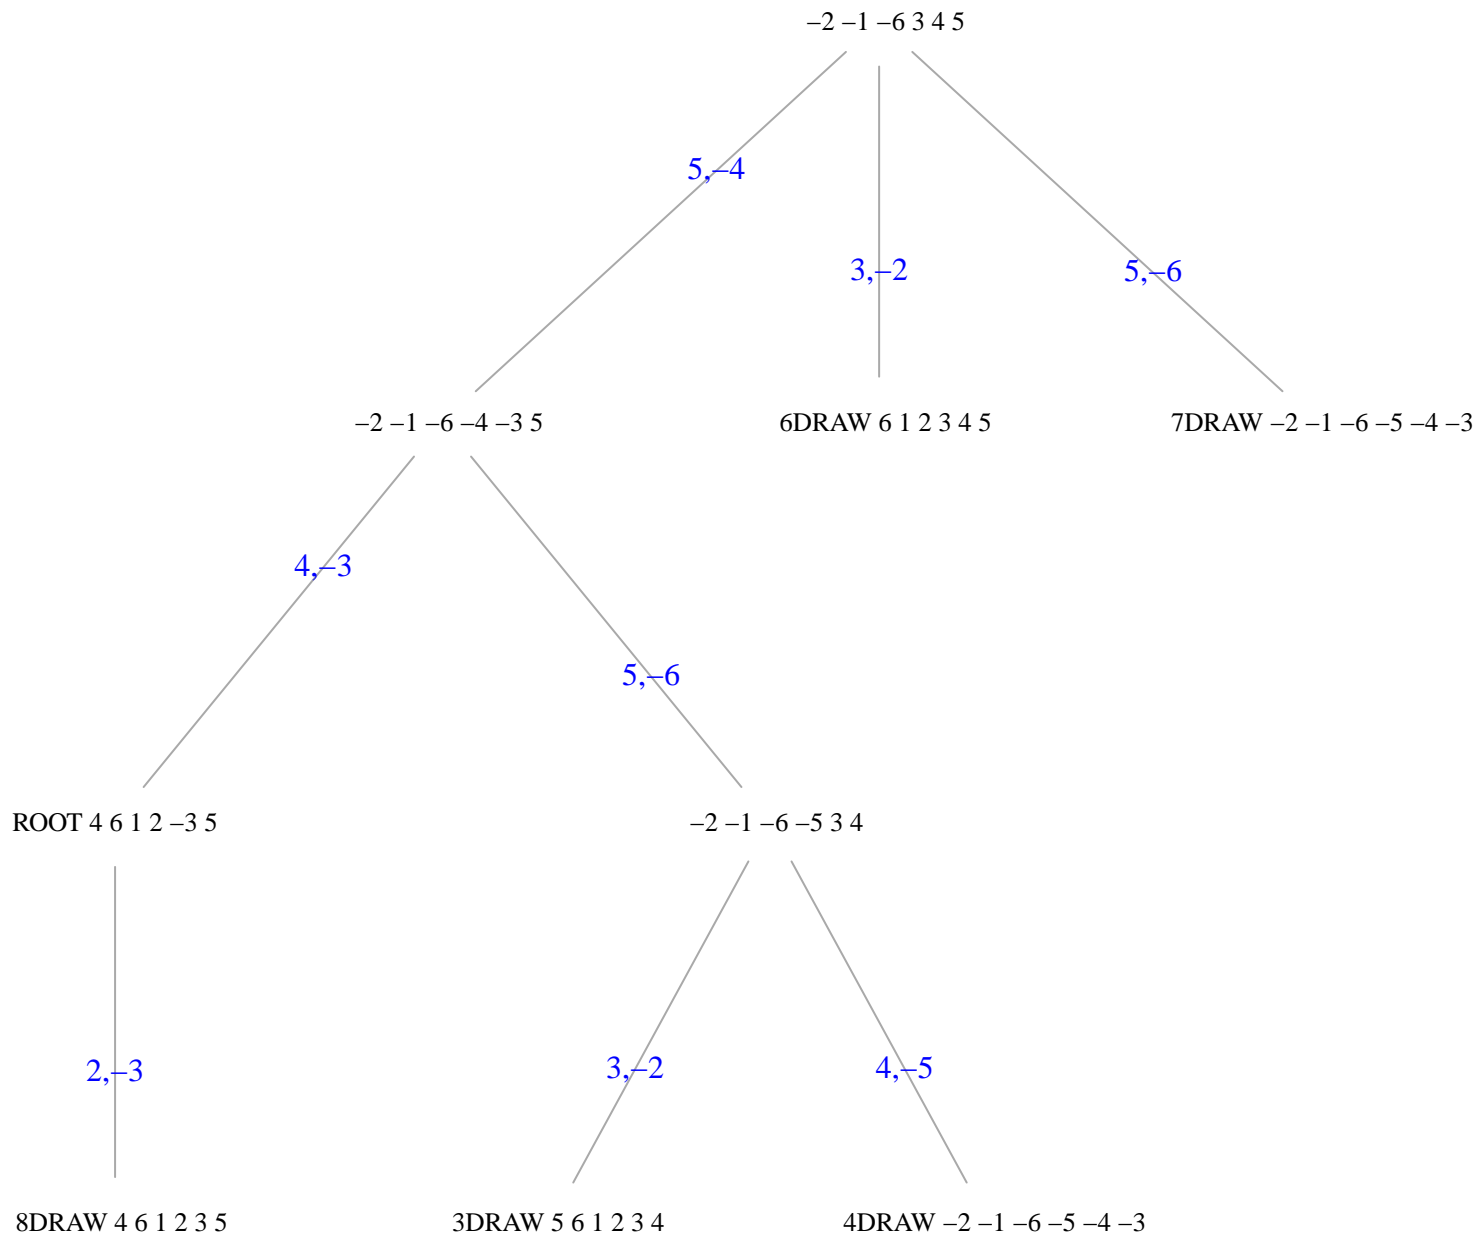 –2 –1 –6 3 4 5
5,–4
3,–2
5,–6
–2 –1 –6 –4 –3 5
6DRAW 6 1 2 3 4 5
7DRAW –2 –1 –6 –5 –4 –3
4,–3
5,–6
ROOT 4 6 1 2 –3 5
–2 –1 –6 –5 3 4
2,–3
3,–2
4,–5
8DRAW 4 6 1 2 3 5
3DRAW 5 6 1 2 3 4
4DRAW –2 –1 –6 –5 –4 –3